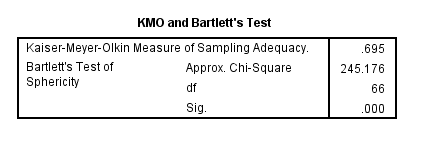 KMO and Bartlett's Test
Kaiser-Meyer-Olkin Measure of Sampling Adequacy. .695
Bartlett's Test of Approx. Chi-Square 245.176
Sphericity df 66
Sig. .000